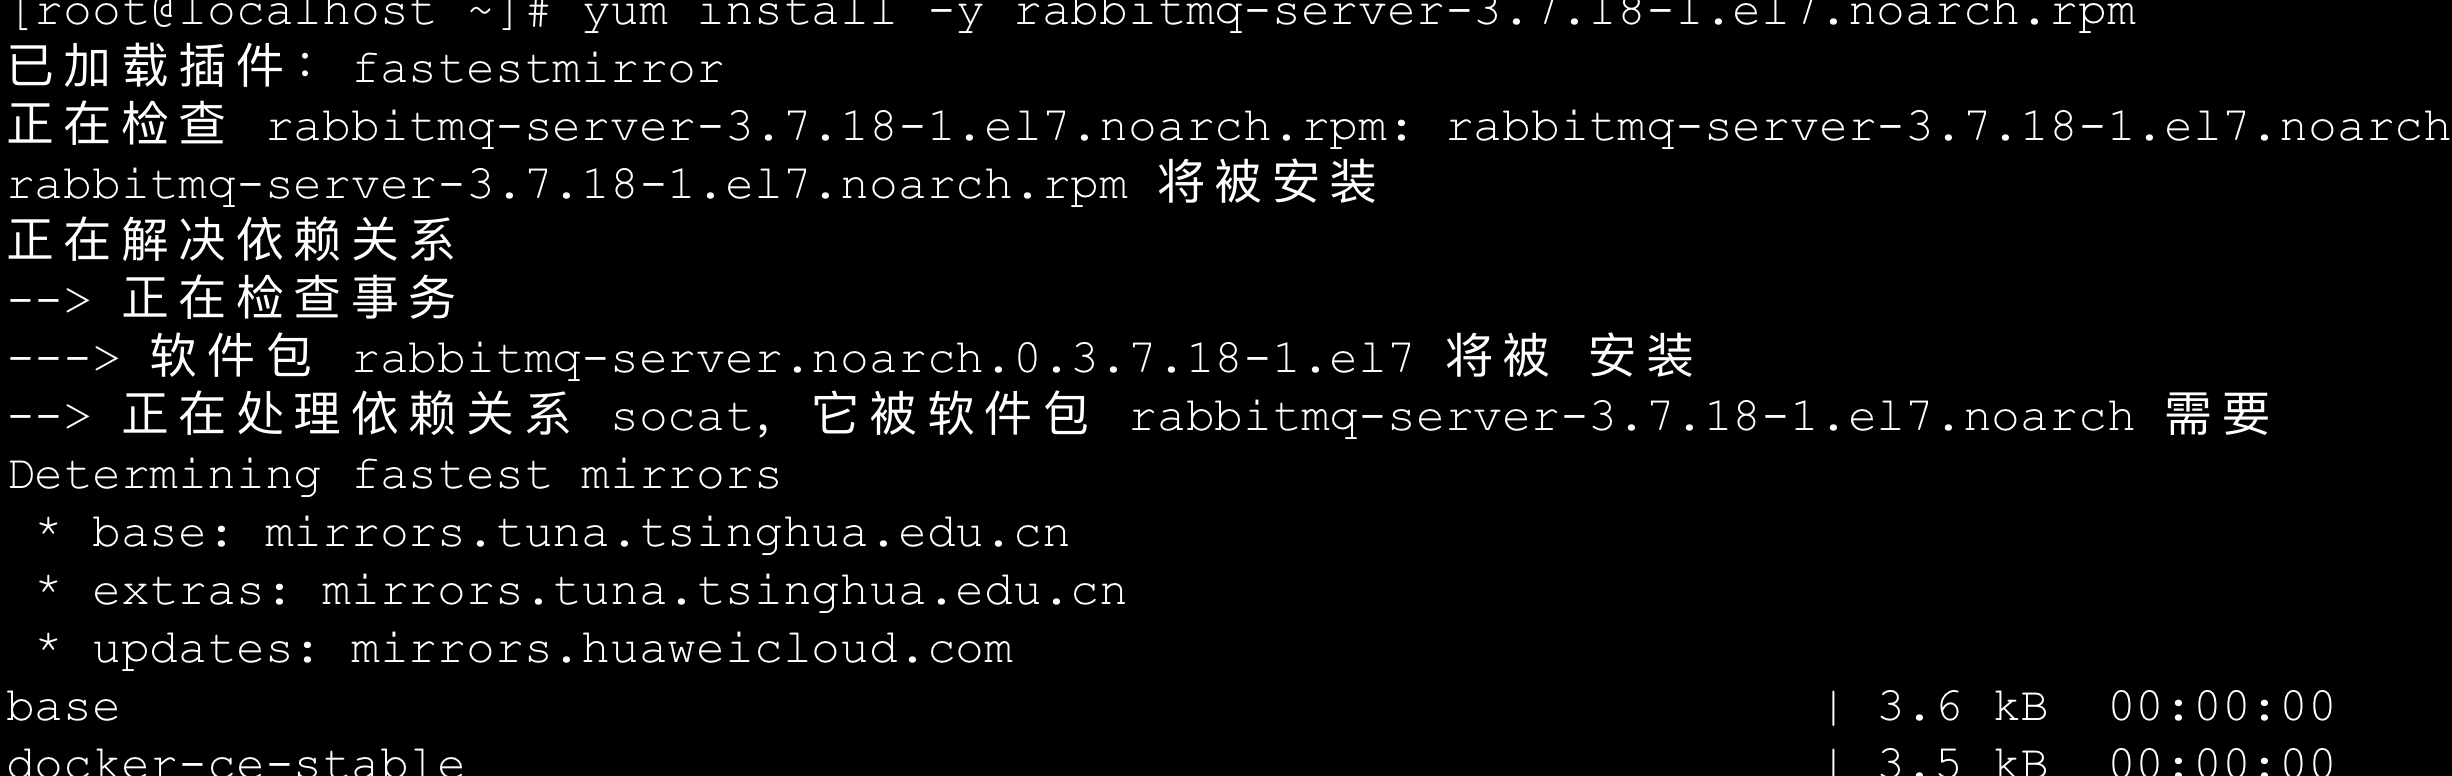 [root@localhost ~]# yum install -y rabbitmq-server-3.7.18-1.el7.noarch.rpm
已加载插件：fastestmirror
正在检查 rabbitmq-server-3.7.18-1.el7.noarch.rpm: rabbitmq-server-3.7.18-1.el7.noarch
rabbitmq-server-3.7.18-1.el7.noarch.rpm 将被安装
正在解决依赖关系
--> 正在检查事务
---> 软件包 rabbitmq-server.noarch.0.3.7.18-1.el7 将被 安装
--> 正在处理依赖关系 socat, 它被软件包 rabbitmq-server-3.7.18-1.el7.noarch 需要
Determining fastest mirrors
 * base: mirrors.tuna.tsinghua.edu.cn
 * extras: mirrors.tuna.tsinghua.edu.cn
 * updates: mirrors.huaweicloud.com
base | 3.6 kB 00:00:00
docker-ce-stable | 3.5 kB 00:00:00